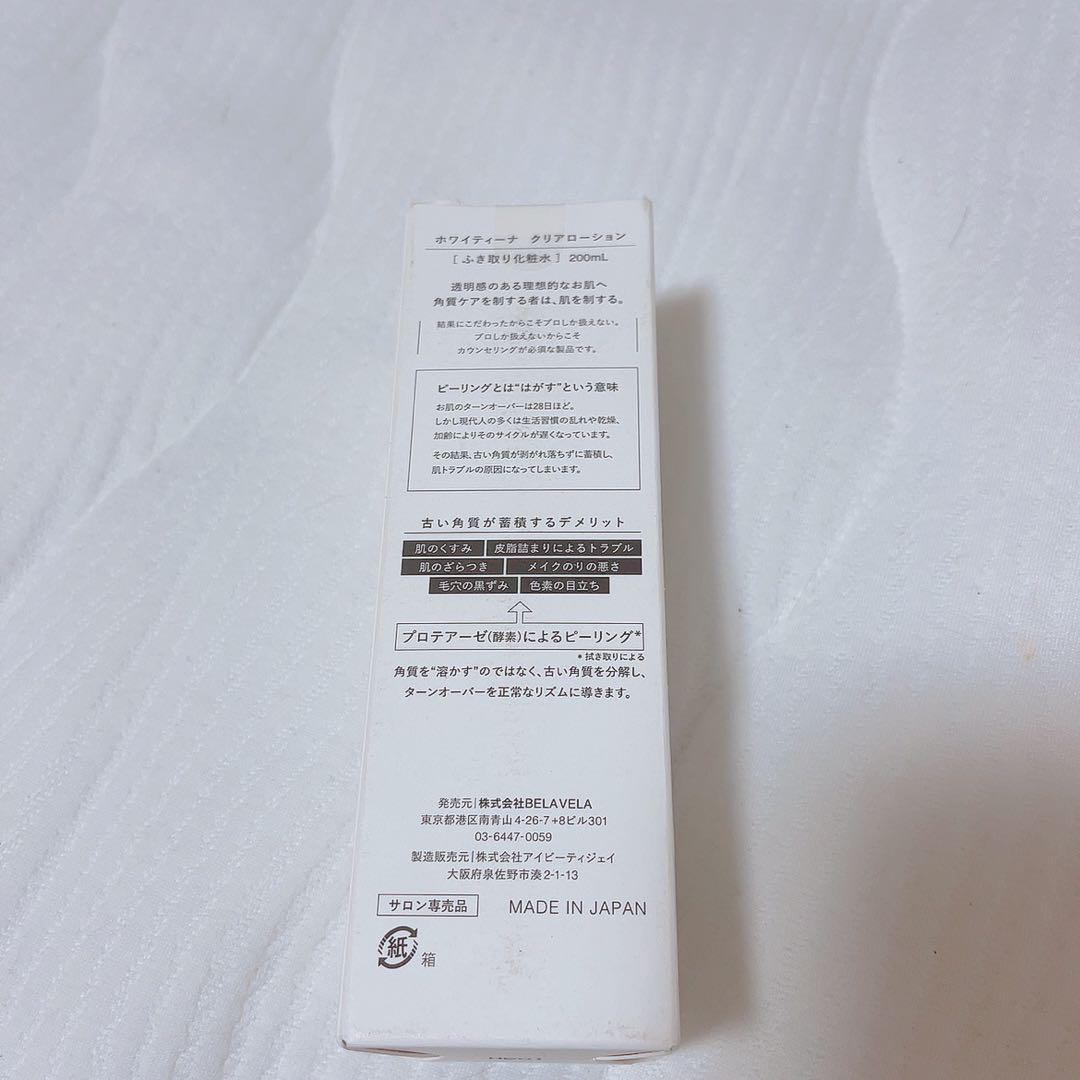 ホワイティーナ クリアローション
[ ふき取り化粧水 ] 200mL
透明感のある理想的なお肌へ
角質ケアを制する者は、肌を制する。
結果にこだわったからこそプロしか扱えない。
プロしか扱えないからこそ
カウンセリングが必須な製品です。
ピーリングとは“はがす”という意味
お肌のターンオーバーは28日ほど。
しかし現代人の多くは生活習慣の乱れや乾燥、
加齢によりそのサイクルが遅くなっています。
その結果、古い角質が剥がれ落ちずに蓄積し、
肌トラブルの原因になってしまいます。
古い角質が蓄積するデメリット
肌のくすみ 皮脂詰まりによるトラブル
肌のざらつき メイクのりの悪さ
毛穴の黒ずみ 色素の目立ち
プロテアーゼ(酵素)によるピーリング*
* 拭き取りによる
角質を“溶かす”のではなく、古い角質を分解し、
ターンオーバーを正常なリズムに導きます。
発売元|株式会社BELAVELA
東京都港区南青山4-26-7+8ビル301
03-6447-0059
製造販売元|株式会社アイビーティジェイ
大阪府泉佐野市湊2-1-13
サロン専売品 MADE IN JAPAN
紙 箱